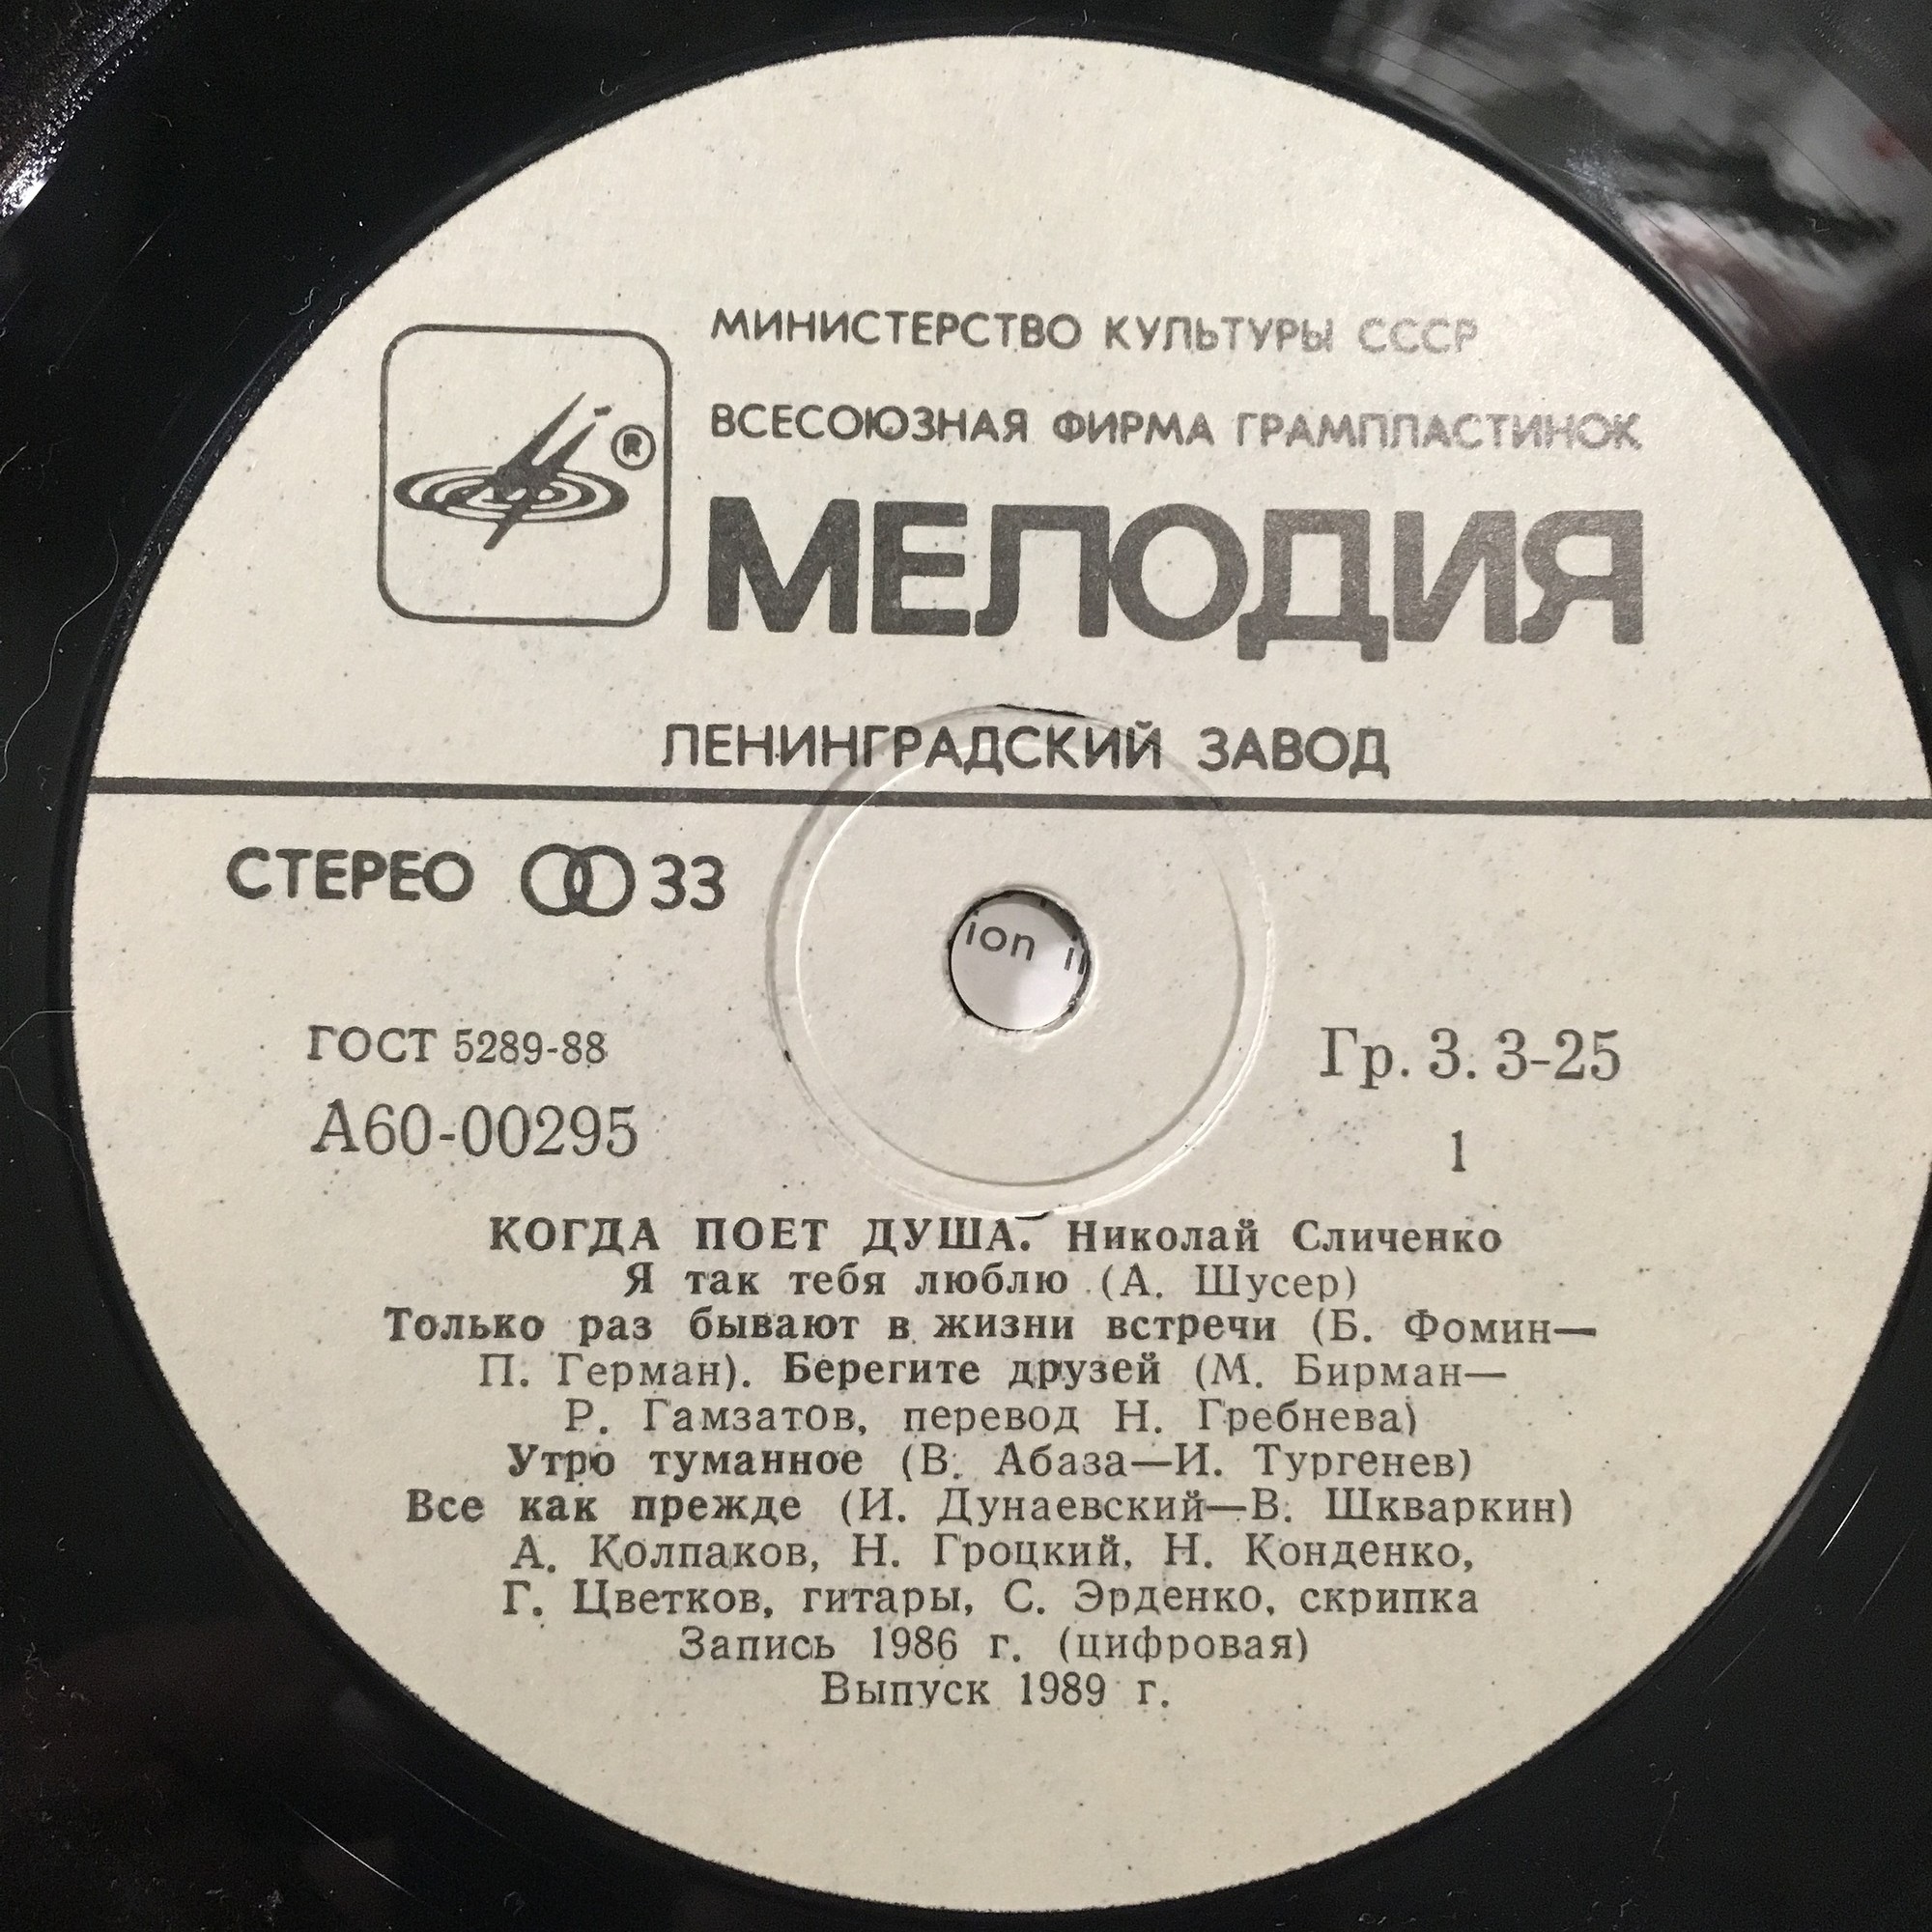 МИНИСТЕРСТВО КУЛЬТУРЫ СССР
ВСЕСОЮЗНАЯ ФИРМА ГРАМПЛАСТИНОК
®
МЕЛОДИЯ
ЛЕНИНГРАДСКИЙ ЗАВОД
СТЕРЕО 33
ion
ГОСТ 5289-88
Гр. 3. 3-25
А60-00295
1
КОГДА ПОЕТ ДУША. Николай Сличенко
Я так тебя люблю (А. Шусер)
Только раз бывают в жизни встречи (Б. Фомин—
П. Герман). Берегите друзей (М. Бирман—
Р. Гамзатов, перевод Н. Гребнева)
Утро туманное (В. Абаза—И. Тургенев)
Все как прежде (И. Дунаевский—В. Шкваркин)
А. Колпаков, Н. Гроцкий, Н. Конденко,
Г. Цветков, гитары, С. Эрденко, скрипка
Запись 1986 г. (цифровая)
Выпуск 1989 г.